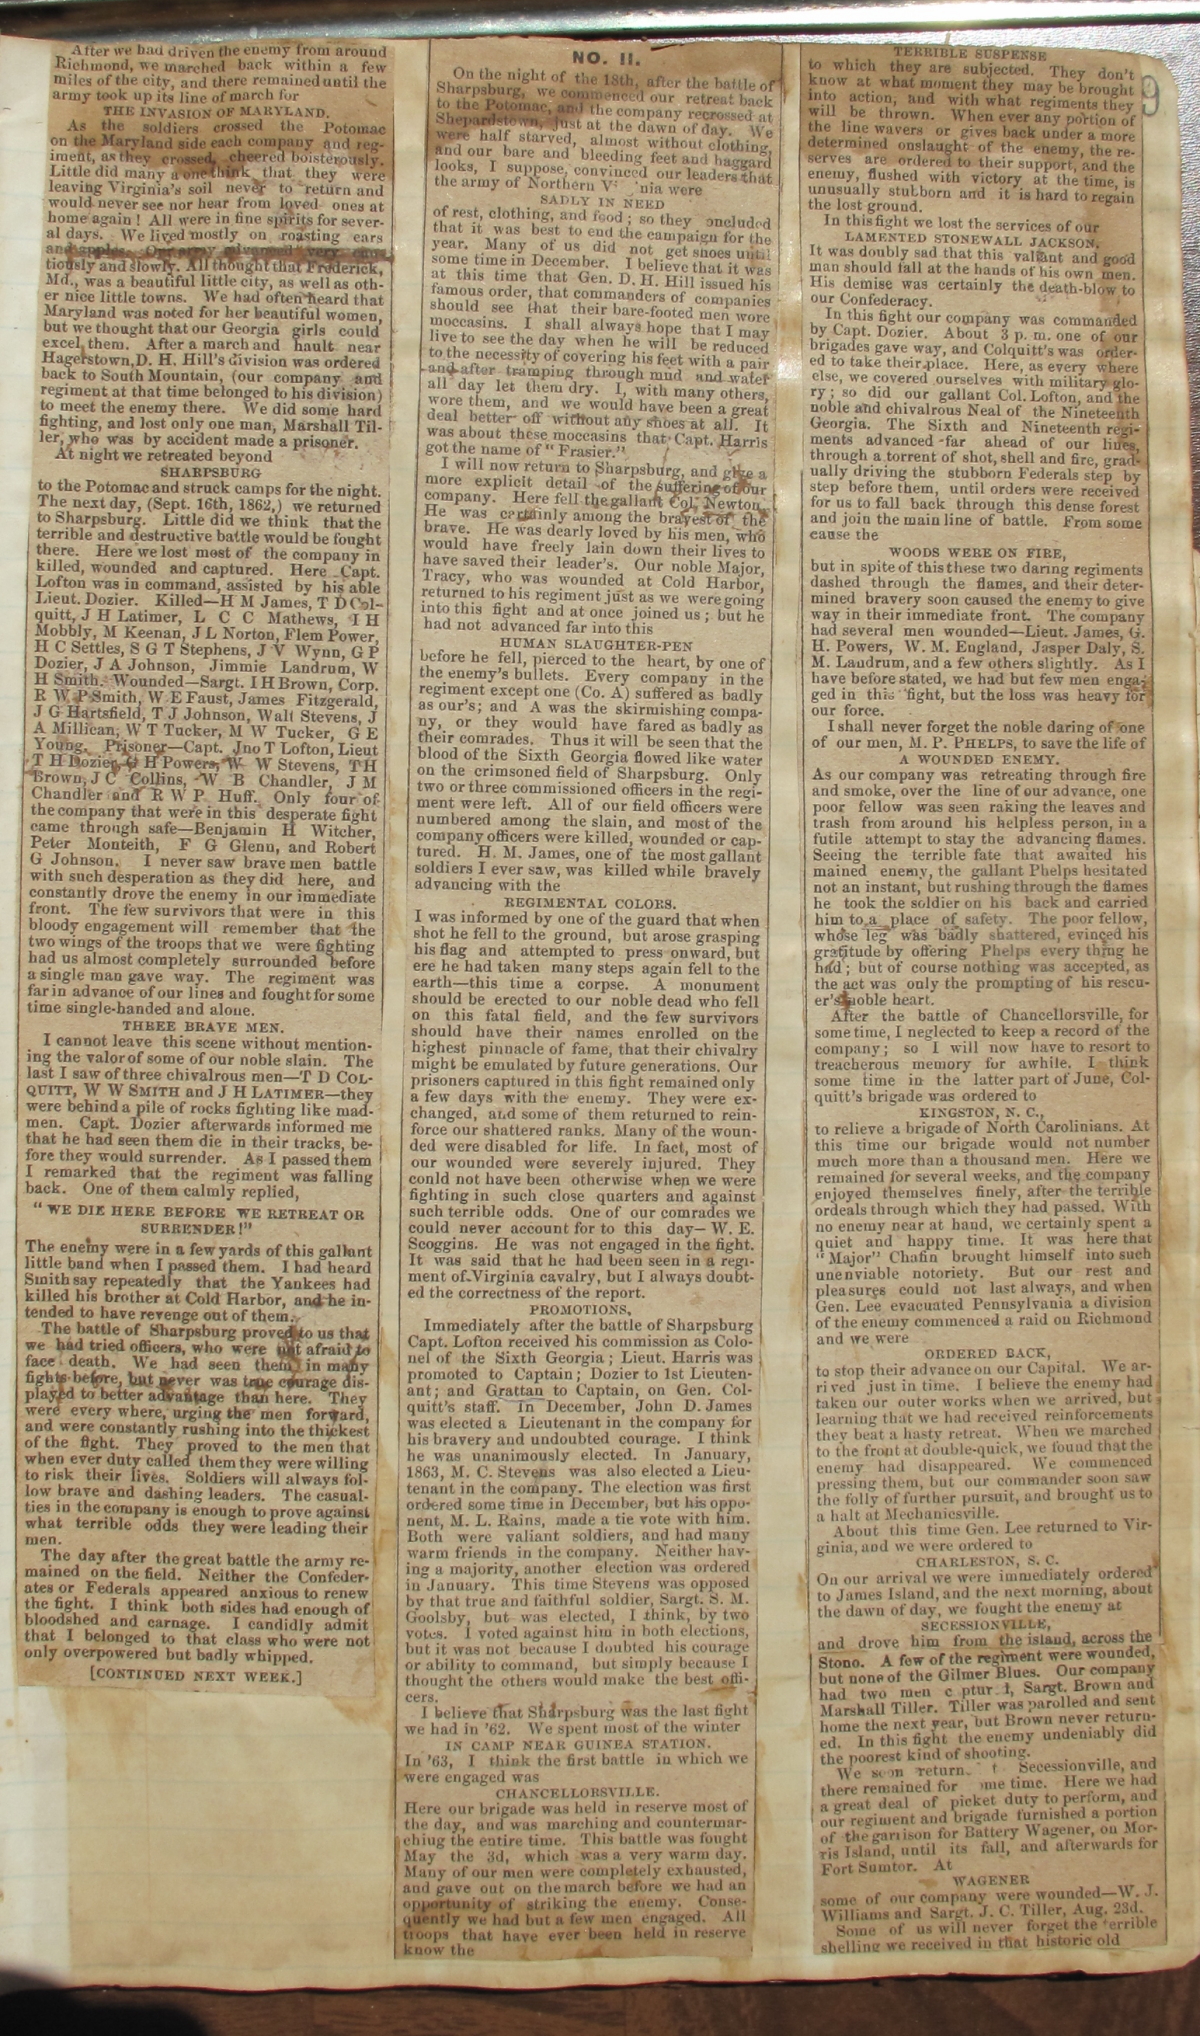 After we had driven the enemy from around
Richmond, we marched back within a few
miles of the city, and there remained until the
army took up its line of march for
THE INVASION OF MARYLAND.
As the soldiers crossed the Potomac
on the Maryland side each company and reg-
iment, as they crossed, cheered boisterously.
Little did many a one think that they were
leaving Virginia's soil never to return and
would never see nor hear from loved ones at
home again! All were in fine spirits for sever-
al days. We lived mostly on roasting ears
and apples. Our army advanced very cau-
tiously and slowly. All thought that Frederick,
Md., was a beautiful little city, as well as oth-
er nice little towns. We had often heard that
Maryland was noted for her beautiful women,
but we thought that our Georgia girls could
excel them. After a march and hault near
Hagerstown, D. H. Hill's division was ordered
back to South Mountain, (our company and
regiment at that time belonged to his division)
to meet the enemy there. We did some hard
fighting, and lost only one man, Marshall Til-
ler, who was by accident made a prisoner.
At night we retreated beyond
SHARPSBURG
to the Potomac and struck camps for the night.
The next day, (Sept. 16th, 1862,) we returned
to Sharpsburg. Little did we think that the
terrible and destructive battle would be fought
there. Here we lost most of the company in
killed, wounded and captured. Here Capt.
Lofton was in command, assisted by his able
Lieut. Dozier. Killed—H M James, T D Col-
quitt, J H Latimer, L C C Mathews, I H
Mobbly, M Keenan, J L Norton, Flem Power,
H C Settles, S G T Stephens, J V Wynn, G P
Dozier, J A Johnson, Jimmie Landrum, W
H Smith. Wounded—Sargt. I H Brown, Corp.
R W P Smith, W E Faust, James Fitzgerald,
J G Hartsfield, T J Johnson, Walt Stevens, J
A Millican, W T Tucker, M W Tucker, G E
Young. Prisoner—Capt. Jno T Lofton, Lieut
T H Dozier, G H Powers, W W Stevens, T H
Brown, J C Collins, W B Chandler, J M
Chandler and R W P Huff. Only four of
the company that were in this desperate fight
came through safe—Benjamin H Witcher,
Peter Monteith, F G Glenn, and Robert
G Johnson. I never saw brave men battle
with such desperation as they did here, and
constantly drove the enemy in our immediate
front. The few survivors that were in this
bloody engagement will remember that the
two wings of the troops that we were fighting
had us almost completely surrounded before
a single man gave way. The regiment was
far in advance of our lines and fought for some
time single-handed and alone.
THREE BRAVE MEN.
I cannot leave this scene without mention-
ing the valor of some of our noble slain. The
last I saw of three chivalrous men—T D COL-
QUITT, W W SMITH and J H LATIMER—they
were behind a pile of rocks fighting like mad-
men. Capt. Dozier afterwards informed me
that he had seen them die in their tracks, be-
fore they would surrender. As I passed them
I remarked that the regiment was falling
back. One of them calmly replied,
"WE DIE HERE BEFORE WE RETREAT OR
SURRENDER!"
The enemy were in a few yards of this gallant
little band when I passed them. I had heard
Smith say repeatedly that the Yankees had
killed his brother at Cold Harbor, and he in-
tended to have revenge out of them.
The battle of Sharpsburg proved to us that
we had tried officers, who were not afraid to
face death. We had seen them in many
fights before, but never was true courage dis-
played to better advantage than here. They
were every where, urging the men forward,
and were constantly rushing into the thickest
of the fight. They proved to the men that
when ever duty called them they were willing
to risk their lives. Soldiers will always fol-
low brave and dashing leaders. The casual-
ties in the company is enough to prove against
what terrible odds they were leading their
men.
The day after the great battle the army re-
mained on the field. Neither the Confeder-
ates or Federals appeared anxious to renew
the fight. I think both sides had enough of
bloodshed and carnage. I candidly admit
that I belonged to that class who were not
only overpowered but badly whipped.
[CONTINUED NEXT WEEK.]
NO. II.
On the night of the 18th, after the battle of
Sharpsburg, we commenced our retreat back
to the Potomac, and the company recrossed at
Shepardstown, just at the dawn of day. We
were half starved, almost without clothing,
and our bare and bleeding feet and haggard
looks, I suppose, convinced our leaders that
the army of Northern V nia were
SADLY IN NEED
of rest, clothing, and food; so they oncluded
that it was best to end the campaign for the
year. Many of us did not get shoes until
some time in December. I believe that it was
at this time that Gen. D. H. Hill issued his
famous order, that commanders of companies
should see that their bare-footed men wore
moccasins. I shall always hope that I may
live to see the day when he will be reduced
to the necessity of covering his feet with a pair
and after tramping through mud and water
all day let them dry. I, with many others,
wore them, and we would have been a great
deal better off without any shoes at all. It
was about these moccasins that Capt. Harris
got the name of "Frasier."
I will now return to Sharpsburg, and give a
more explicit detail of the suffering of our
company. Here fell the gallant Col. Newton.
He was certainly among the bravest of the
brave. He was dearly loved by his men, who
would have freely lain down their lives to
have saved their leader's. Our noble Major,
Tracy, who was wounded at Cold Harbor,
returned to his regiment just as we were going
into this fight and at once joined us; but he
had not advanced far into this
HUMAN SLAUGHTER-PEN
before he fell, pierced to the heart, by one of
the enemy's bullets. Every company in the
regiment except one (Co. A) suffered as badly
as our's; and A was the skirmishing compa-
ny, or they would have fared as badly as
their comrades. Thus it will be seen that the
blood of the Sixth Georgia flowed like water
on the crimsoned field of Sharpsburg. Only
two or three commissioned officers in the regi-
ment were left. All of our field officers were
numbered among the slain, and most of the
company officers were killed, wounded or cap-
tured. H. M. James, one of the most gallant
soldiers I ever saw, was killed while bravely
advancing with the
REGIMENTAL COLORS.
I was informed by one of the guard that when
shot he fell to the ground, but arose grasping
his flag and attempted to press onward, but
ere he had taken many steps again fell to the
earth—this time a corpse. A monument
should be erected to our noble dead who fell
on this fatal field, and the few survivors
should have their names enrolled on the
highest pinnacle of fame, that their chivalry
might be emulated by future generations. Our
prisoners captured in this fight remained only
a few days with the enemy. They were ex-
changed, and some of them returned to rein-
force our shattered ranks. Many of the woun-
ded were disabled for life. In fact, most of
our wounded were severely injured. They
could not have been otherwise when we were
fighting in such close quarters and against
such terrible odds. One of our comrades we
could never account for to this day—W. E.
Scoggins. He was not engaged in the fight.
It was said that he had been seen in a regi-
ment of Virginia cavalry, but I always doubt-
ed the correctness of the report.
PROMOTIONS,
Immediately after the battle of Sharpsburg
Capt. Lofton received his commission as Colo-
nel of the Sixth Georgia; Lieut. Harris was
promoted to Captain; Dozier to 1st Lieuten-
ant; and Grattan to Captain, on Gen. Col-
quitt's staff. In December, John D. James
was elected a Lieutenant in the company for
his bravery and undoubted courage. I think
he was unanimously elected. In January,
1863, M. C. Stevens was also elected a Lieu-
tenant in the company. The election was first
ordered some time in December, but his oppo-
nent, M. L. Rains, made a tie vote with him.
Both were valiant soldiers, and had many
warm friends in the company. Neither hav-
ing a majority, another election was ordered
in January. This time Stevens was opposed
by that true and faithful soldier, Sargt. S. M.
Goolsby, but was elected, I think, by two
votes. I voted against him in both elections,
but it was not because I doubted his courage
or ability to command, but simply because I
thought the others would make the best offi-
cers.
I believe that Sharpsburg was the last fight
we had in '62. We spent most of the winter
IN CAMP NEAR GUINEA STATION.
In '63, I think the first battle in which we
were engaged was
CHANCELLORSVILLE.
Here our brigade was held in reserve most of
the day, and was marching and countermar-
ching the entire time. This battle was fought
May the 3d, which was a very warm day.
Many of our men were completely exhausted,
and gave out on the march before we had an
opportunity of striking the enemy. Conse-
quently we had but a few men engaged. All
troops that have ever been held in reserve
know the
TERRIBLE SUSPENSE
to which they are subjected. They don't
know at what moment they may be brought
into action, and with what regiments they
will be thrown. When ever any portion of
the line wavers or gives back under a more
determined onslaught of the enemy, the re-
serves are ordered to their support, and the
enemy, flushed with victory at the time, is
unusually stubborn and it is hard to regain
the lost ground.
In this fight we lost the services of our
LAMENTED STONEWALL JACKSON.
It was doubly sad that this valiant and good
man should fall at the hands of his own men.
His demise was certainly the death-blow to
our Confederacy.
In this fight our company was commanded
by Capt. Dozier. About 3 p. m. one of our
brigades gave way, and Colquitt's was order-
ed to take their place. Here, as every where
else, we covered ourselves with military glo-
ry; so did our gallant Col. Lofton, and the
noble and chivalrous Neal of the Nineteenth
Georgia. The Sixth and Nineteenth regi-
ments advanced far ahead of our lines,
through a torrent of shot, shell and fire, grad-
ually driving the stubborn Federals step by
step before them, until orders were received
for us to fall back through this dense forest
and join the main line of battle. From some
cause the
WOODS WERE ON FIRE,
but in spite of this these two daring regiments
dashed through the flames, and their deter-
mined bravery soon caused the enemy to give
way in their immediate front. The company
had several men wounded—Lieut. James, G.
H. Powers, W. M. England, Jasper Daly, S.
M. Laudrum, and a few others slightly. As I
have before stated, we had but few men enga-
ged in this fight, but the loss was heavy for
our force.
I shall never forget the noble daring of one
of our men, M. P. PHELPS, to save the life of
A WOUNDED ENEMY.
As our company was retreating through fire
and smoke, over the line of our advance, one
poor fellow was seen raking the leaves and
trash from around his helpless person, in a
futile attempt to stay the advancing flames.
Seeing the terrible fate that awaited his
mained enemy, the gallant Phelps hesitated
not an instant, but rushing through the flames
he took the soldier on his back and carried
him to a place of safety. The poor fellow,
whose leg was badly shattered, evinced his
gratitude by offering Phelps every thing he
had; but of course nothing was accepted, as
the act was only the prompting of his rescu-
er's noble heart.
After the battle of Chancellorsville, for
some time, I neglected to keep a record of the
company; so I will now have to resort to
treacherous memory for awhile. I think
some time in the latter part of June, Col-
quitt's brigade was ordered to
KINGSTON, N. C.,
to relieve a brigade of North Carolinians. At
this time our brigade would not number
much more than a thousand men. Here we
remained for several weeks, and the company
enjoyed themselves finely, after the terrible
ordeals through which they had passed. With
no enemy near at hand, we certainly spent a
quiet and happy time. It was here that
"Major" Chafin brought himself into such
unenviable notoriety. But our rest and
pleasures could not last always, and when
Gen. Lee evacuated Pennsylvania a division
of the enemy commenced a raid on Richmond
and we were
ORDERED BACK,
to stop their advance on our Capital. We ar-
rived just in time. I believe the enemy had
taken our outer works when we arrived, but
learning that we had received reinforcements
they beat a hasty retreat. When we marched
to the front at double-quick, we found that the
enemy had disappeared. We commenced
pressing them, but our commander soon saw
the folly of further pursuit, and brought us to
a halt at Mechanicsville.
About this time Gen. Lee returned to Vir-
ginia, and we were ordered to
CHARLESTON, S. C.
On our arrival we were immediately ordered
to James Island, and the next morning, about
the dawn of day, we fought the enemy at
SECESSIONVILLE,
and drove him from the island, across the
Stono. A few of the regiment were wounded,
but none of the Gilmer Blues. Our company
had two men c ptur d, Sargt. Brown and
Marshall Tiller. Tiller was parolled and sent
home the next year, but Brown never return-
ed. In this fight the enemy undeniably did
the poorest kind of shooting.
We soon return t Secessionville, and
there remained for ome time. Here we had
a great deal of picket duty to perform, and
our regiment and brigade furnished a portion
of the garrison for Battery Wagener, on Mor-
ris Island, until its fall, and afterwards for
Fort Sumtor. At
WAGENER
some of our company were wounded—W. J.
Williams and Sargt. J. C. Tiller, Aug. 23d.
Some of us will never forget the terrible
shelling we received in that historic old